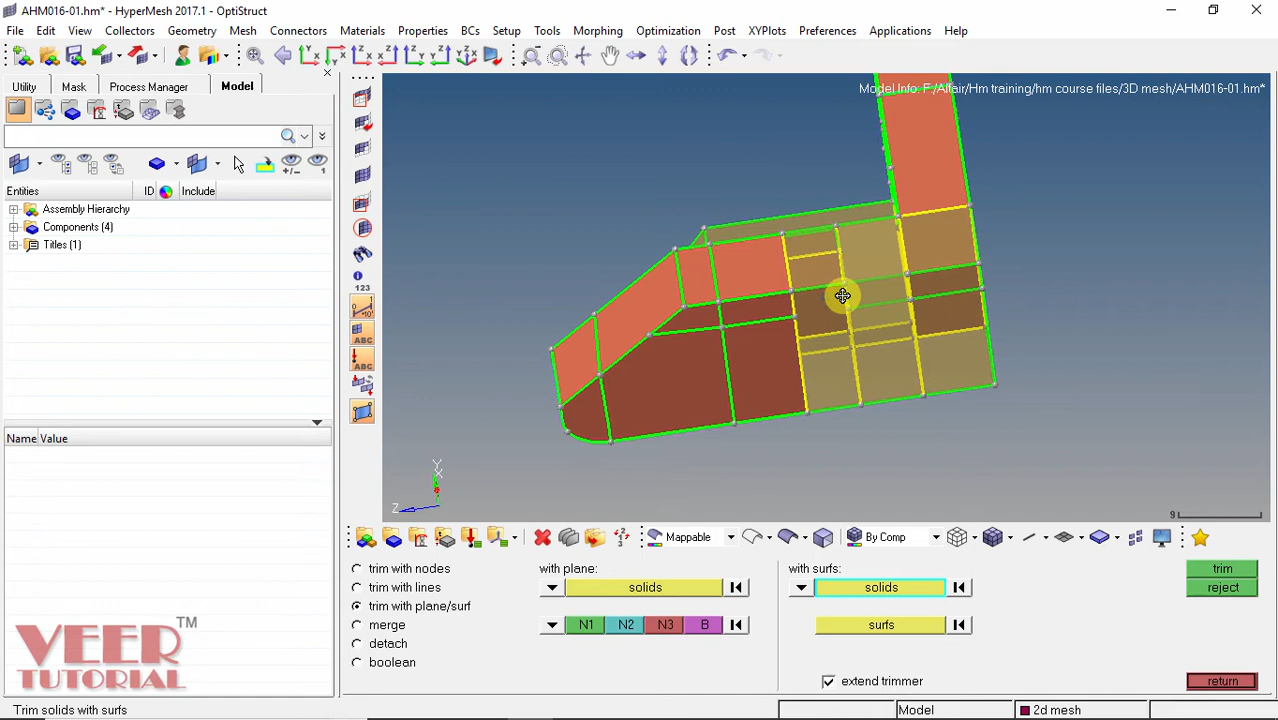 AHM016-01.hm* - HyperMesh 2017.1 - OptiStruct
File Edit View Collectors Geometry Mesh Connectors Materials Properties BCs Setup Tools Morphing Optimization Post XYPlots Preferences Applications Help
Utility Mask Process Manager Model
Model Info: F:/Alfair/Hm training/hm course files/3D mesh/AHM016-01.hm*
Entities ID Include
Assembly Hierarchy
Components (4)
Titles (1)
123
ABC
ABC
Name Value
Y
X
Z
9
Mappable By Comp
trim with nodes with plane: with surfs: trim
trim with lines solids solids reject
trim with plane/surf
merge N1 N2 N3 B surfs
detach
boolean
extend trimmer return
VEER TM
TUTORIAL
Trim solids with surfs Model 2d mesh